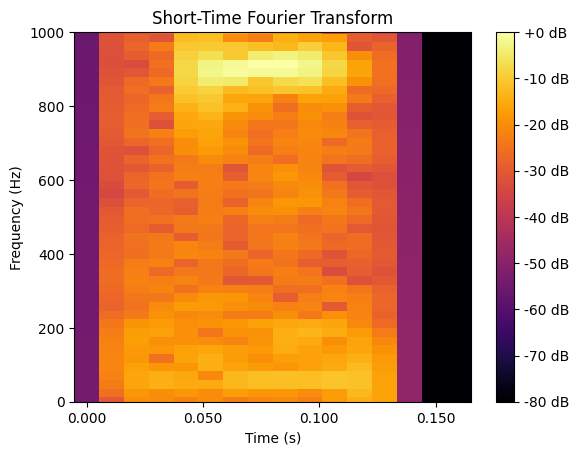 Short-Time Fourier Transform
1000
800
600
400
200
0
Frequency (Hz)
0.000
0.050
0.100
0.150
Time (s)
+0 dB
-10 dB
-20 dB
-30 dB
-40 dB
-50 dB
-60 dB
-70 dB
-80 dB